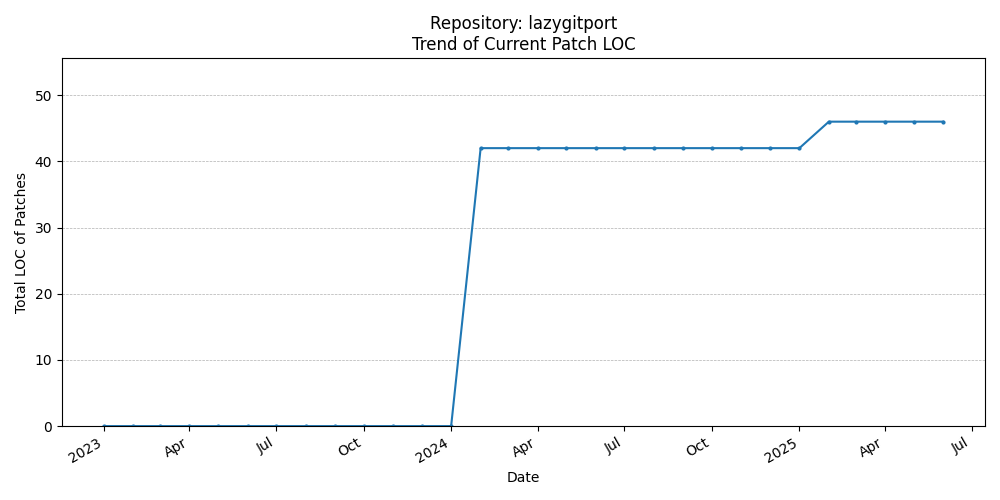 Repository: lazygitport
Trend of Current Patch LOC
Total LOC of Patches
50
40
30
20
10
0
2023
Apr
Jul
Oct
2024
Apr
Jul
Oct
2025
Apr
Jul
Date